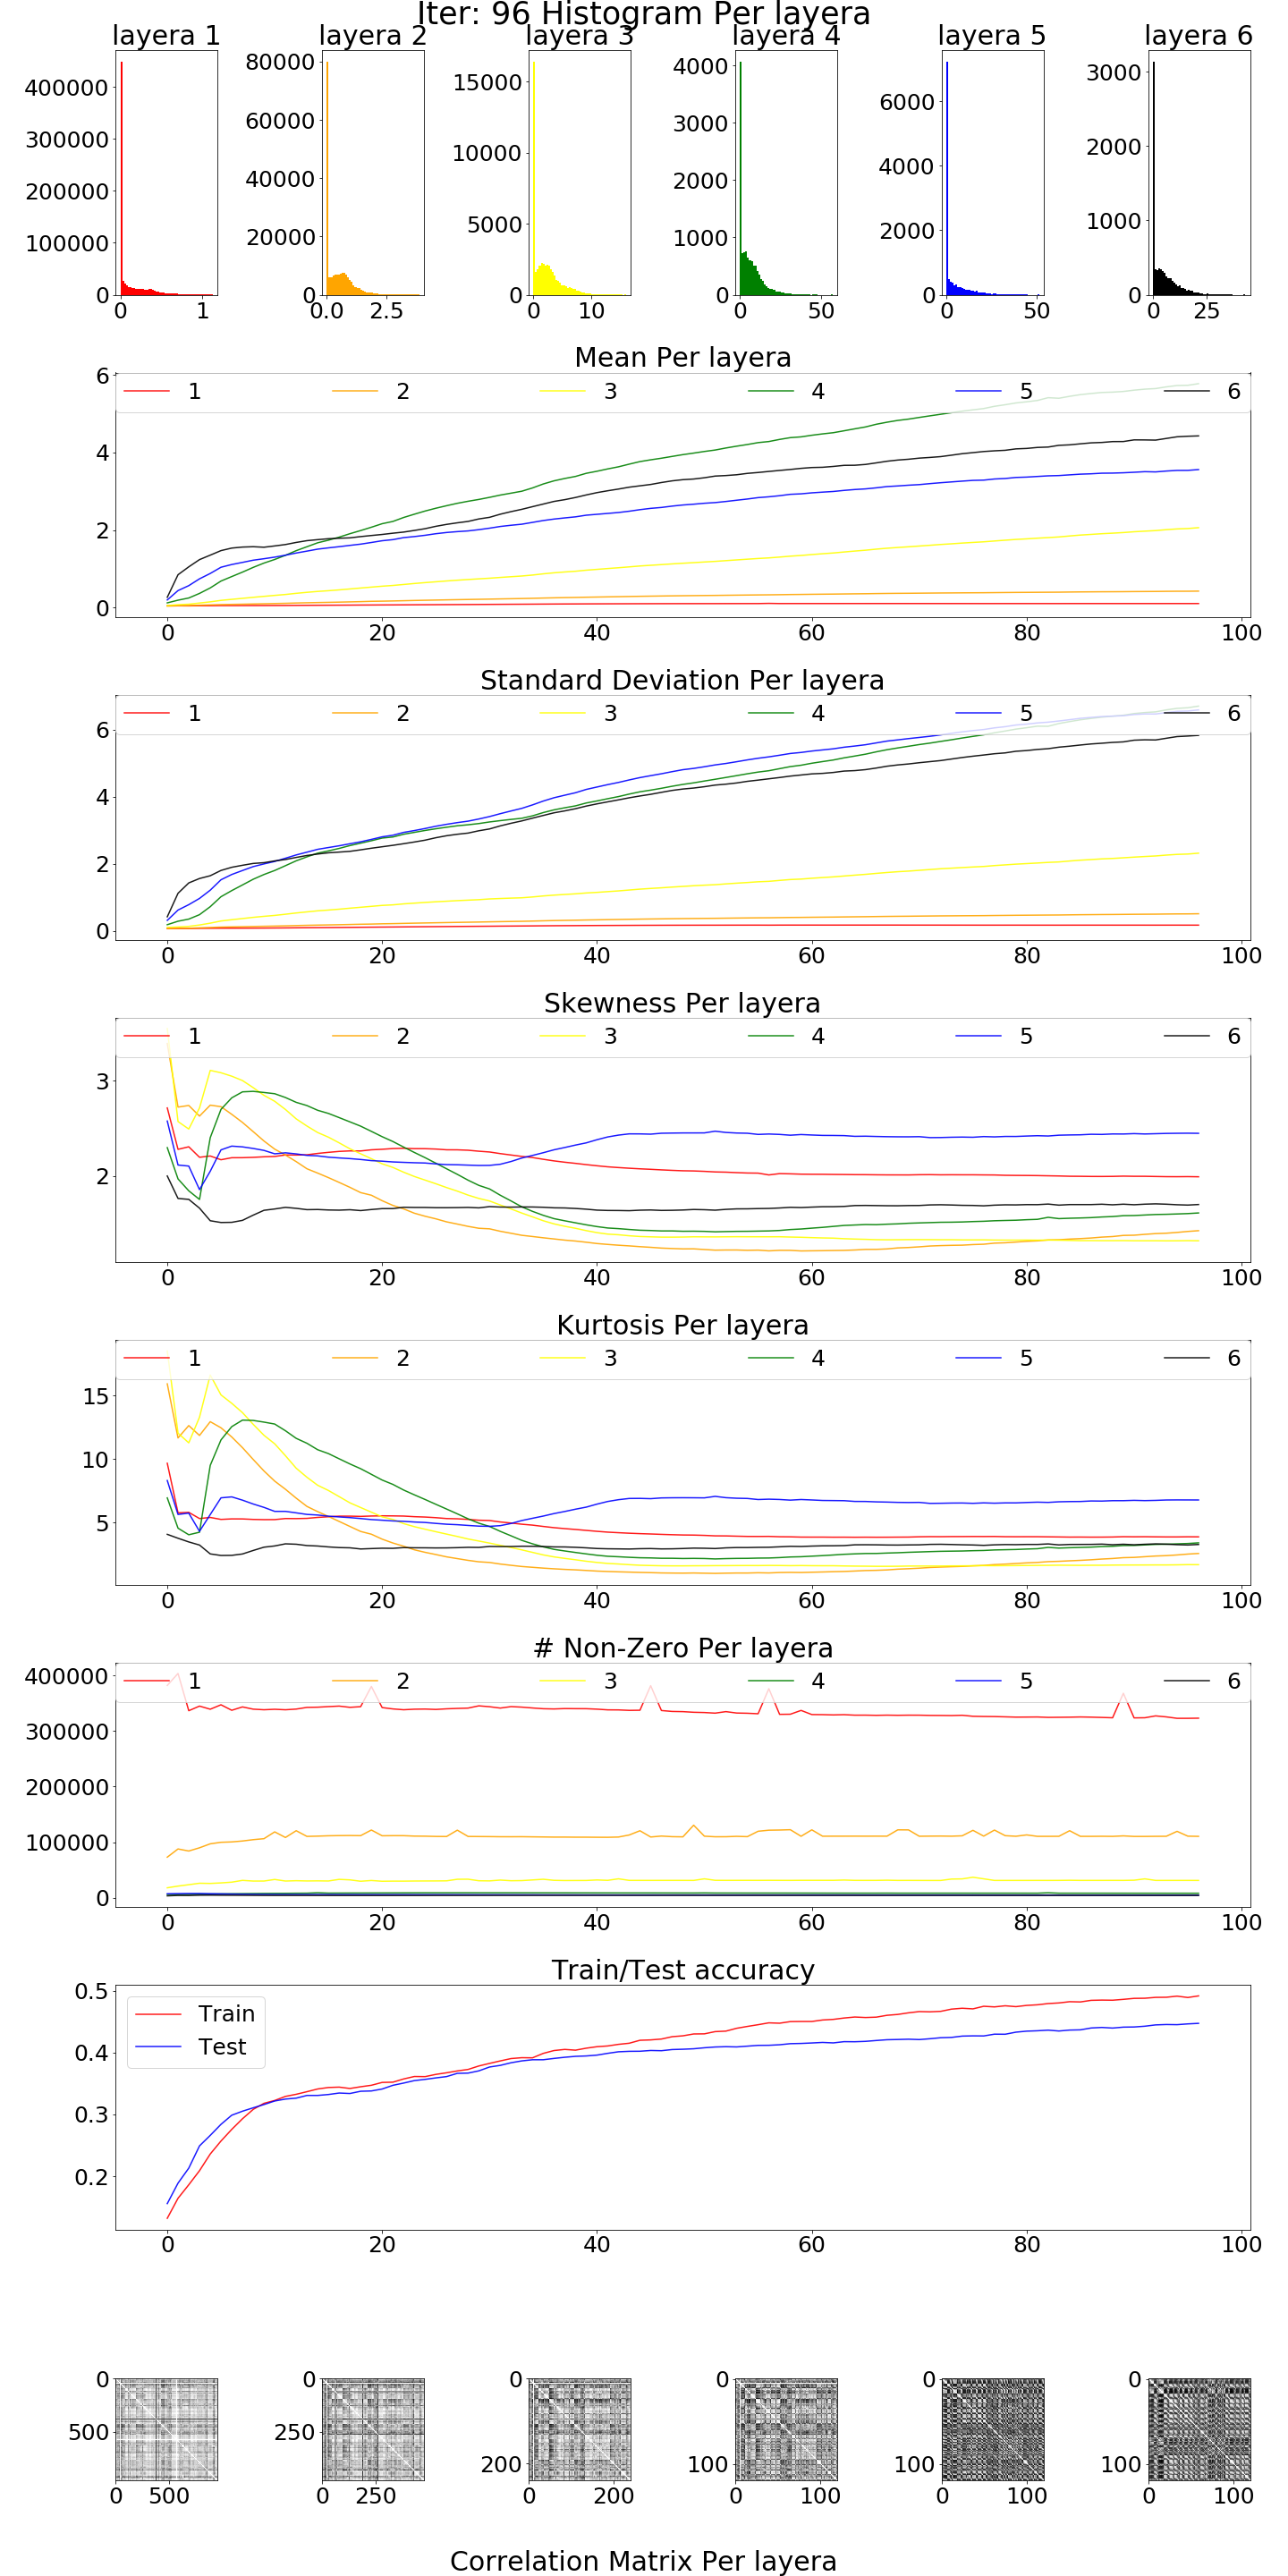 Iter: 96 Histogram Per layera
layera 1 layera 2 layera 3 layera 4 layera 5 layera 6
400000 300000 200000 100000 0
0 1
80000 60000 40000 20000 0
0.0 2.5
15000 10000 5000 0
0 10
4000 3000 2000 1000 0
0 50
6000 4000 2000 0
0 50
3000 2000 1000 0
0 25
Mean Per layera
1 2 3 4 5 6
6
4
2
0
0 20 40 60 80 100
Standard Deviation Per layera
1 2 3 4 5 6
6
4
2
0
0 20 40 60 80 100
Skewness Per layera
1 2 3 4 5 6
3
2
0 20 40 60 80 100
Kurtosis Per layera
1 2 3 4 5 6
15
10
5
0 20 40 60 80 100
# Non-Zero Per layera
1 2 3 4 5 6
400000
300000
200000
100000
0
0 20 40 60 80 100
Train/Test accuracy
Train
Test
0.5
0.4
0.3
0.2
0 20 40 60 80 100
0 500
0 500
0 250
0 250
0 200
0 200
0 100
0 100
0 100
0 100
0 100
0 100
Correlation Matrix Per layera